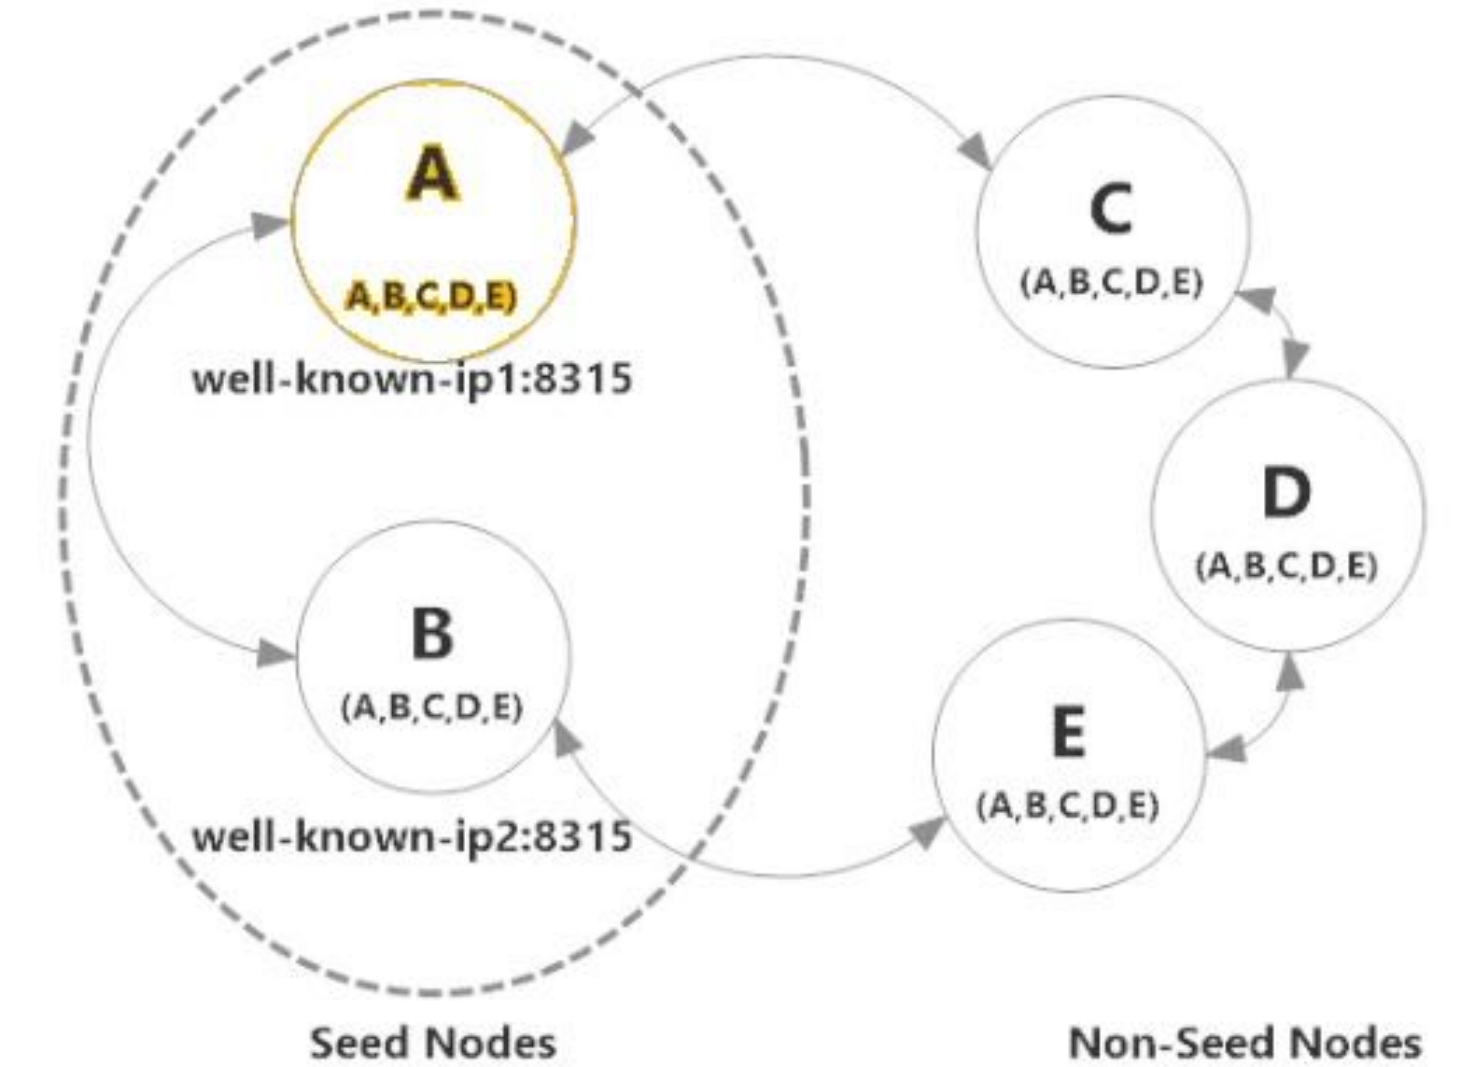 A
A,B,C,D,E)
well-known-ip1:8315
B
(A,B,C,D,E)
well-known-ip2:8315
Seed Nodes
C
(A,B,C,D,E)
D
(A,B,C,D,E)
E
(A,B,C,D,E)
Non-Seed Nodes